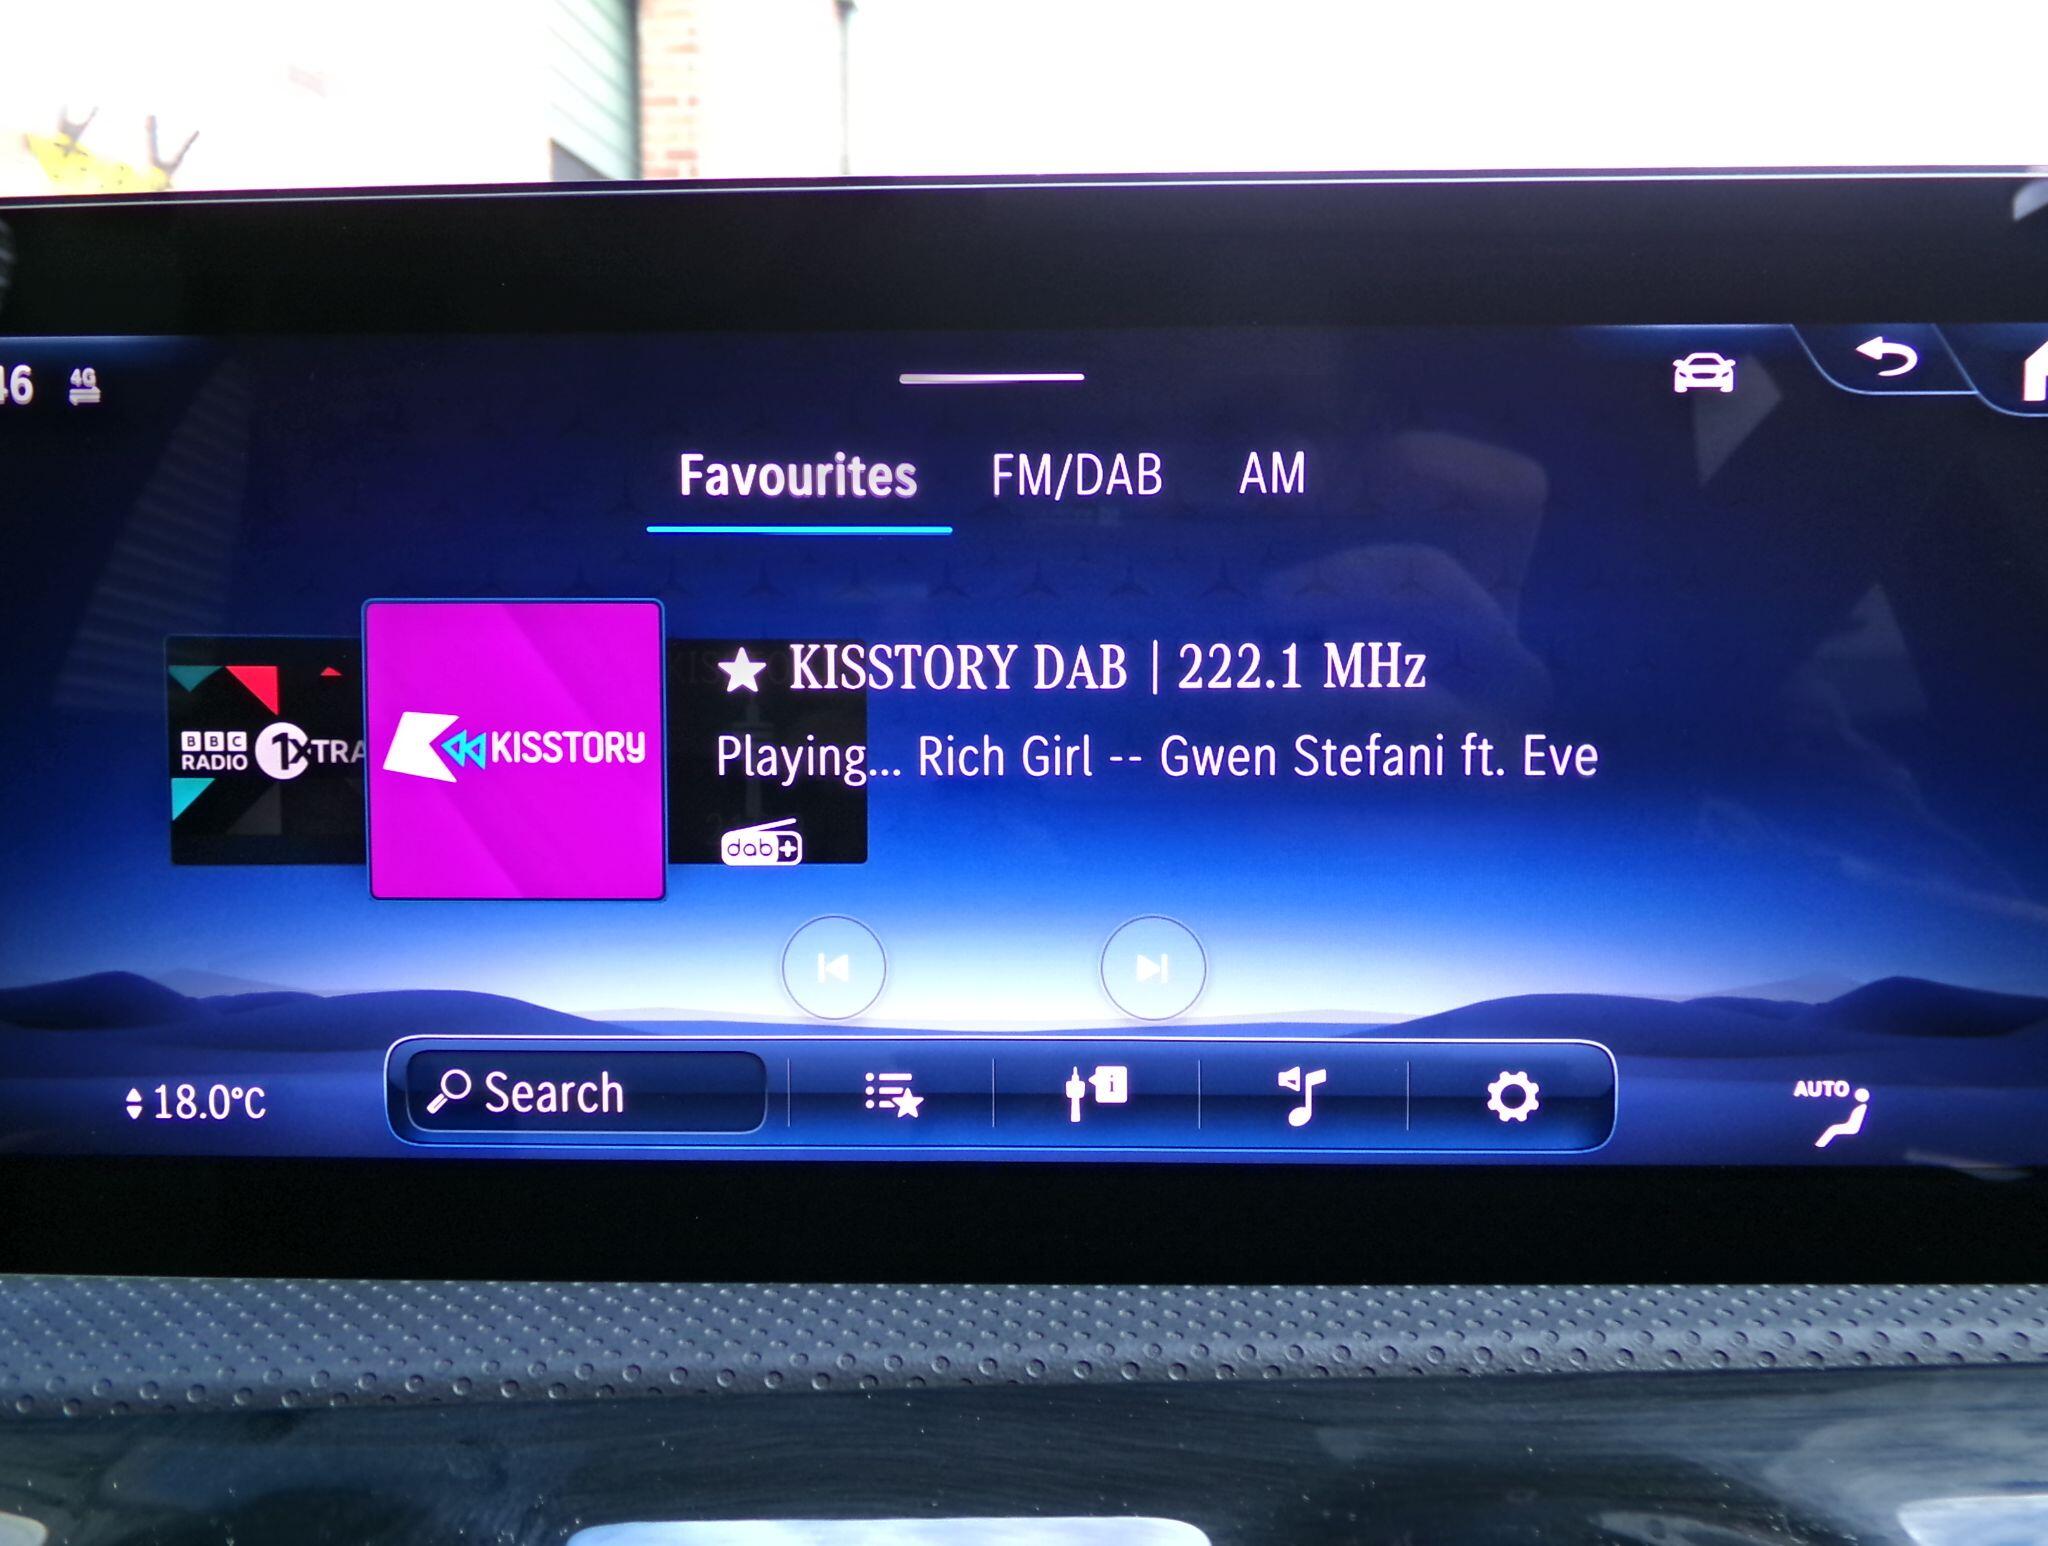 46 4G
Favourites FM/DAB AM
KISSTORY DAB | 222.1 MHz
Playing... Rich Girl -- Gwen Stefani ft. Eve
dab+
BBC
RADIO 1XTRA
KISSTORY
18.0°C
Search
i
AUTO